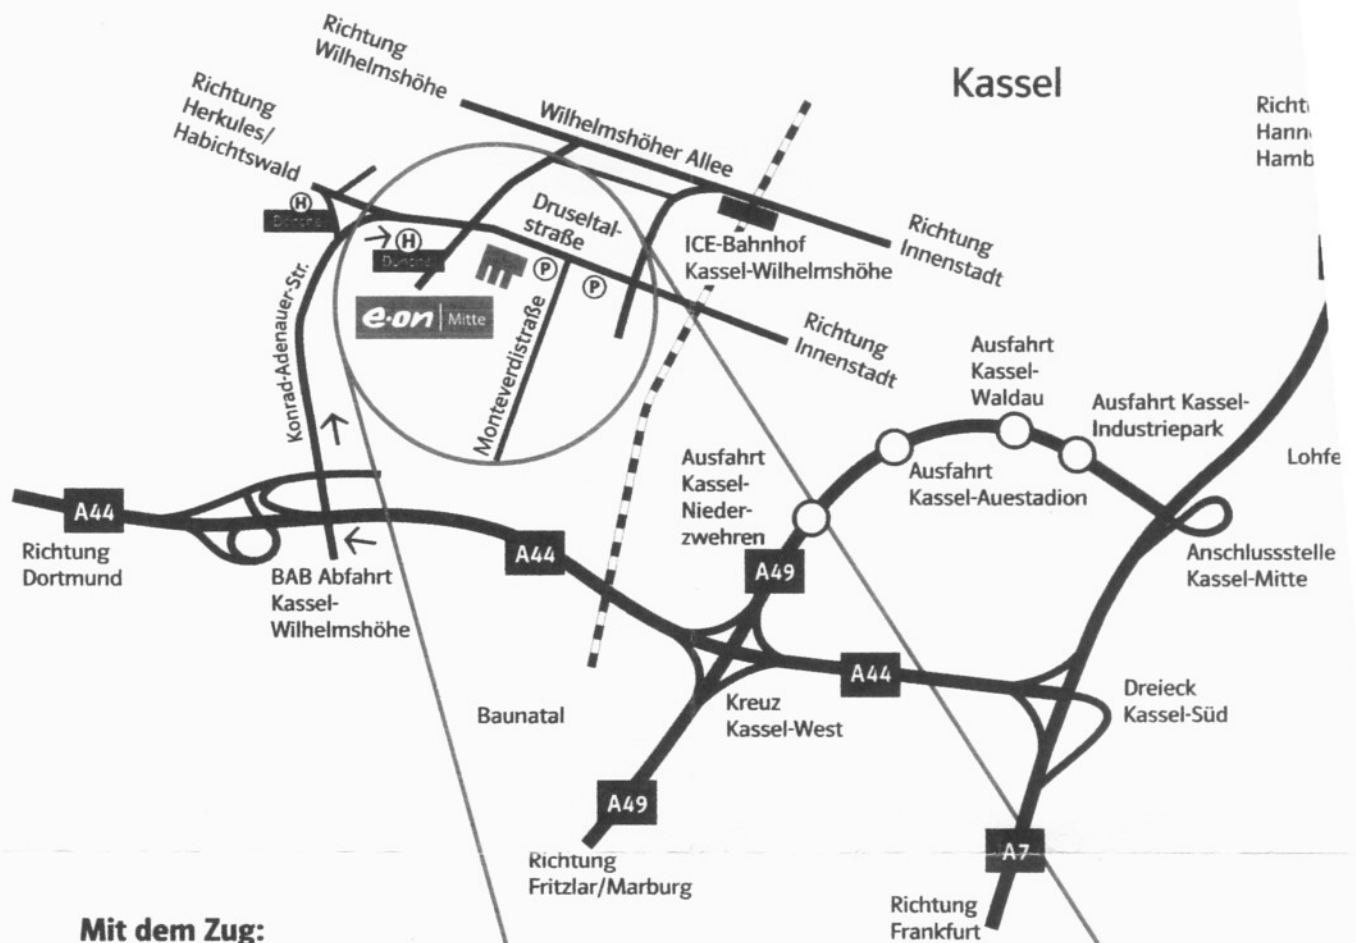 Kassel
Richtung
Wilhelmshöhe
Richtung
Herkules/
Habichtswald
Wilhelmshöher Allee
H
H
Druseltal-
straße
P
P
ICE-Bahnhof
Kassel-Wilhelmshöhe
Richtung
Innenstadt
Richtung
Innenstadt
e·on | Mitte
Monteverdistraße
Konrad-Adenauer-Str.
Ausfahrt
Kassel-
Waldau
Ausfahrt Kassel-
Industriepark
Ausfahrt
Kassel-Auestadion
Ausfahrt
Kassel-
Nieder-
zwehren
A44
Richtung
Dortmund
BAB Abfahrt
Kassel-
Wilhelmshöhe
A44
A49
Anschlussstelle
Kassel-Mitte
A44
Baunatal
Kreuz
Kassel-West
Dreieck
Kassel-Süd
A49
Richtung
Fritzlar/Marburg
A7
Richtung
Frankfurt
Mit dem Zug: